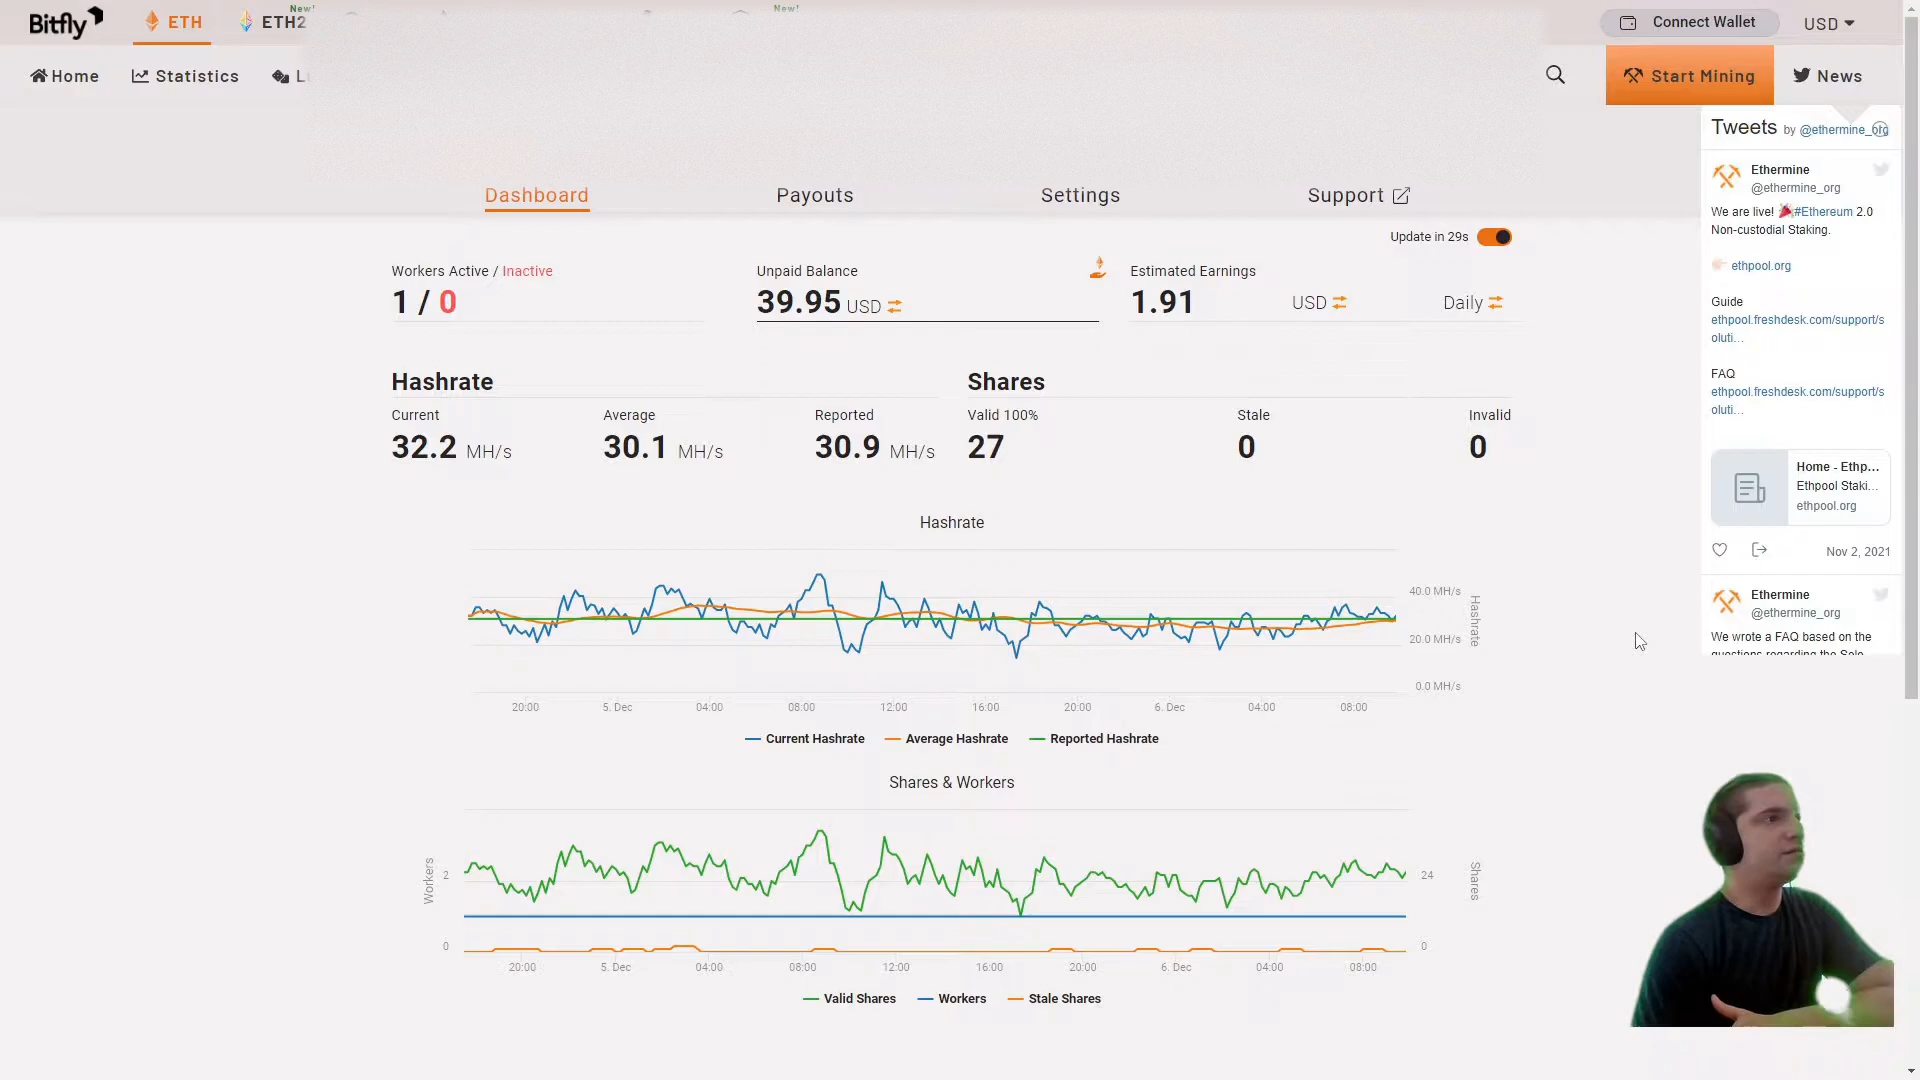 Bitfly
ETH
ETH2
New!
New!
Connect Wallet
USD
Home
Statistics
Start Mining
News
Dashboard
Payouts
Settings
Support
Update in 29s
Workers Active / Inactive
1 / 0
Unpaid Balance
39.95 USD
Estimated Earnings
1.91
USD
Daily
Hashrate
Current
32.2 MH/s
Average
30.1 MH/s
Reported
30.9 MH/s
Shares
Valid 100%
27
Stale
0
Invalid
0
Hashrate
40.0 MH/s
20.0 MH/s
0.0 MH/s
Hashrate
20:00
5. Dec
04:00
08:00
12:00
16:00
20:00
6. Dec
04:00
08:00
Current Hashrate
Average Hashrate
Reported Hashrate
Shares & Workers
Workers
2
0
24
0
Shares
20:00
5. Dec
04:00
08:00
12:00
16:00
20:00
6. Dec
04:00
08:00
Valid Shares
Workers
Stale Shares
Tweets by @ethermine_org
Ethermine
@ethermine_org
We are live! #Ethereum 2.0
Non-custodial Staking.
ethpool.org
Guide
ethpool.freshdesk.com/support/s
oluti...
FAQ
ethpool.freshdesk.com/support/s
oluti...
Home - Ethp...
Ethpool Staki...
ethpool.org
Nov 2, 2021
Ethermine
@ethermine_org
We wrote a FAQ based on the
questions regarding the Solo